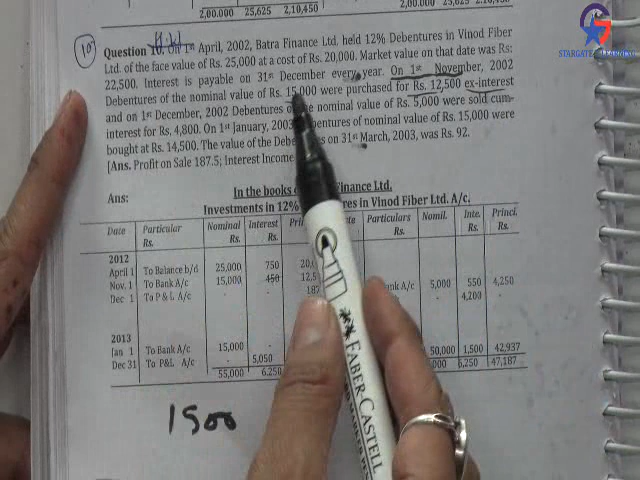 2,00,000 25,625 2,10,450 2,00,000 25,625 2,10,450
STARGATE LEARNING
10
H.W
Question 10. On 1st April, 2002, Batra Finance Ltd. held 12% Debentures in Vinod Fiber
Ltd. of the face value of Rs. 25,000 at a cost of Rs. 20,000. Market value on that date was Rs:
22,500. Interest is payable on 31st December every year. On 1st November, 2002
Debentures of the nominal value of Rs. 15,000 were purchased for Rs. 12,500 ex-interest
and on 1st December, 2002 Debentures of the nominal value of Rs. 5,000 were sold cum-
interest for Rs. 4,800. On 1st January, 2003 Debentures of nominal value of Rs. 15,000 were
bought at Rs. 14,500. The value of the Debentures on 31st March, 2003, was Rs. 92.
[Ans. Profit on Sale 187.5; Interest Income
Ans: In the books Finance Ltd.
Investments in 12% Debentures in Vinod Fiber Ltd. A/c.
Date Particular Nominal Interest Particulars Nomil. Inte. Princi.
Rs. Rs. Rs. Rs. Rs. Rs.
2012
April 1 To Balance b/d 25,000 750
Nov. 1 To Bank A/c 15,000 450 12,5 Bank A/c 5,000 550 4,250
Dec 1 To P & L A/c - - 187 - 4,200 -
2013
Jan 1 To Bank A/c 15,000 - 50,000 1,500 42,937
Dec 31 To P&L A/c - 5,050 6,250 47,187
55,000 6,250
1500
FABER-CASTELL